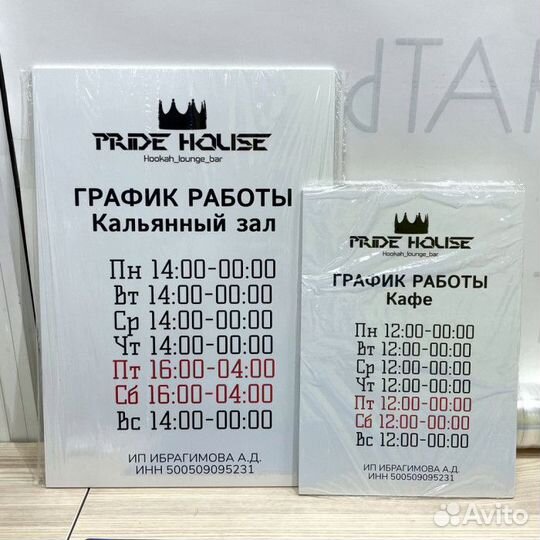 PRIDE HOUSE
Hookah_lounge_bar
ГРАФИК РАБОТЫ
Кальянный зал
Пн 14:00-00:00
Вт 14:00-00:00
Ср 14:00-00:00
Чт 14:00-00:00
Пт 16:00-04:00
Сб 16:00-04:00
Вс 14:00-00:00
ИП ИБРАГИМОВА А.Д.
ИНН 500509095231
PRIDE HOUSE
Hookah_lounge_bar
ГРАФИК РАБОТЫ
Кафе
Пн 12:00-00:00
Вт 12:00-00:00
Ср 12:00-00:00
Чт 12:00-00:00
Пт 12:00-00:00
Сб 12:00-00:00
Вс 12:00-00:00
ИП ИБРАГИМОВА А.Д.
ИНН 500509095231
Avito